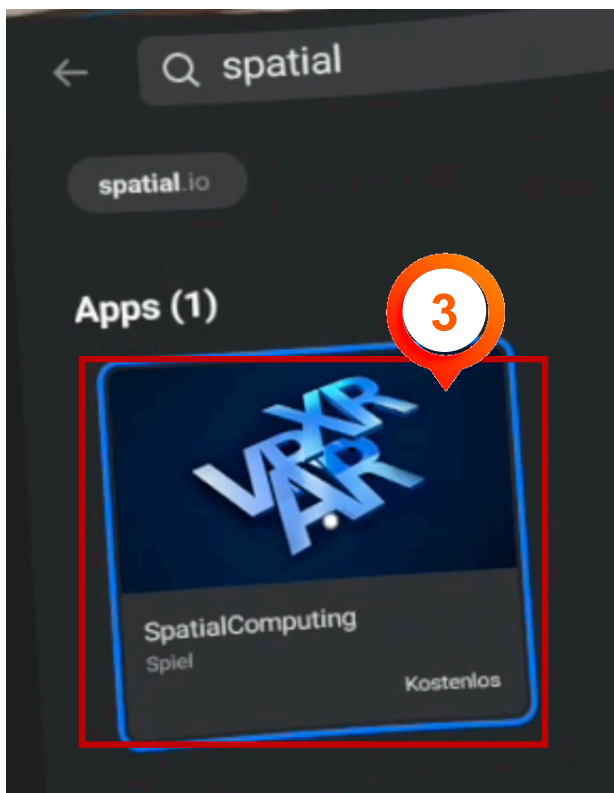 spatial
spatial.io
Apps (1)
3
XR
VR
AR
SpatialComputing
Spiel
Kostenlos